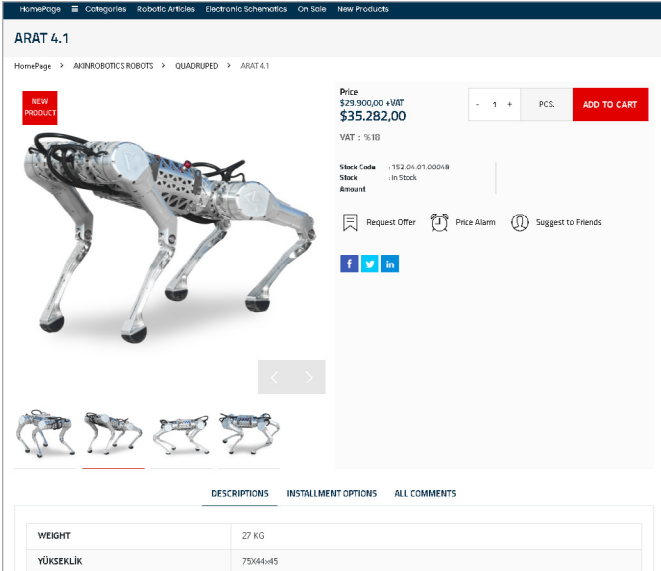 HomePage ☰ Categories Robotic Articles Electronic Schematics On Sale New Products
ARAT 4.1
HomePage > AKINROBOTICS ROBOTS > QUADRUPED > ARAT 4.1
NEW
PRODUCT
Price
$29.900,00 +VAT
$35.282,00
- 1 + PCS. ADD TO CART
VAT : %18
Stock Code : 152.04.01.00048
Stock : In Stock
Amount
Request Offer Price Alarm Suggest to Friends
DESCRIPTIONS INSTALLMENT OPTIONS ALL COMMENTS
WEIGHT 27 KG
YÜKSEKLİK 75X44x45